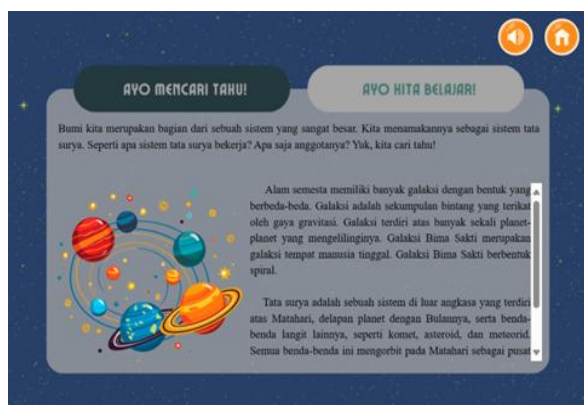 AYO MENCARI TAHU!
AYO KITA BELAJAR!
Bumi kita merupakan bagian dari sebuah sistem yang sangat besar. Kita menamakannya sebagai sistem tata
surya. Seperti apa sistem tata surya bekerja? Apa saja anggotanya? Yuk, kita cari tahu!
Alam semesta memiliki banyak galaksi dengan bentuk yang
berbeda-beda. Galaksi adalah sekumpulan bintang yang terikat
oleh gaya gravitasi. Galaksi terdiri atas banyak sekali planet-
planet yang mengelilinginya. Galaksi Bima Sakti merupakan
galaksi tempat manusia tinggal. Galaksi Bima Sakti berbentuk
spiral.
Tata surya adalah sebuah sistem di luar angkasa yang terdiri
atas Matahari, delapan planet dengan Bulannya, serta benda-
benda langit lainnya, seperti komet, asteroid, dan meteorid.
Semua benda-benda ini mengorbit pada Matahari sebagai pusat